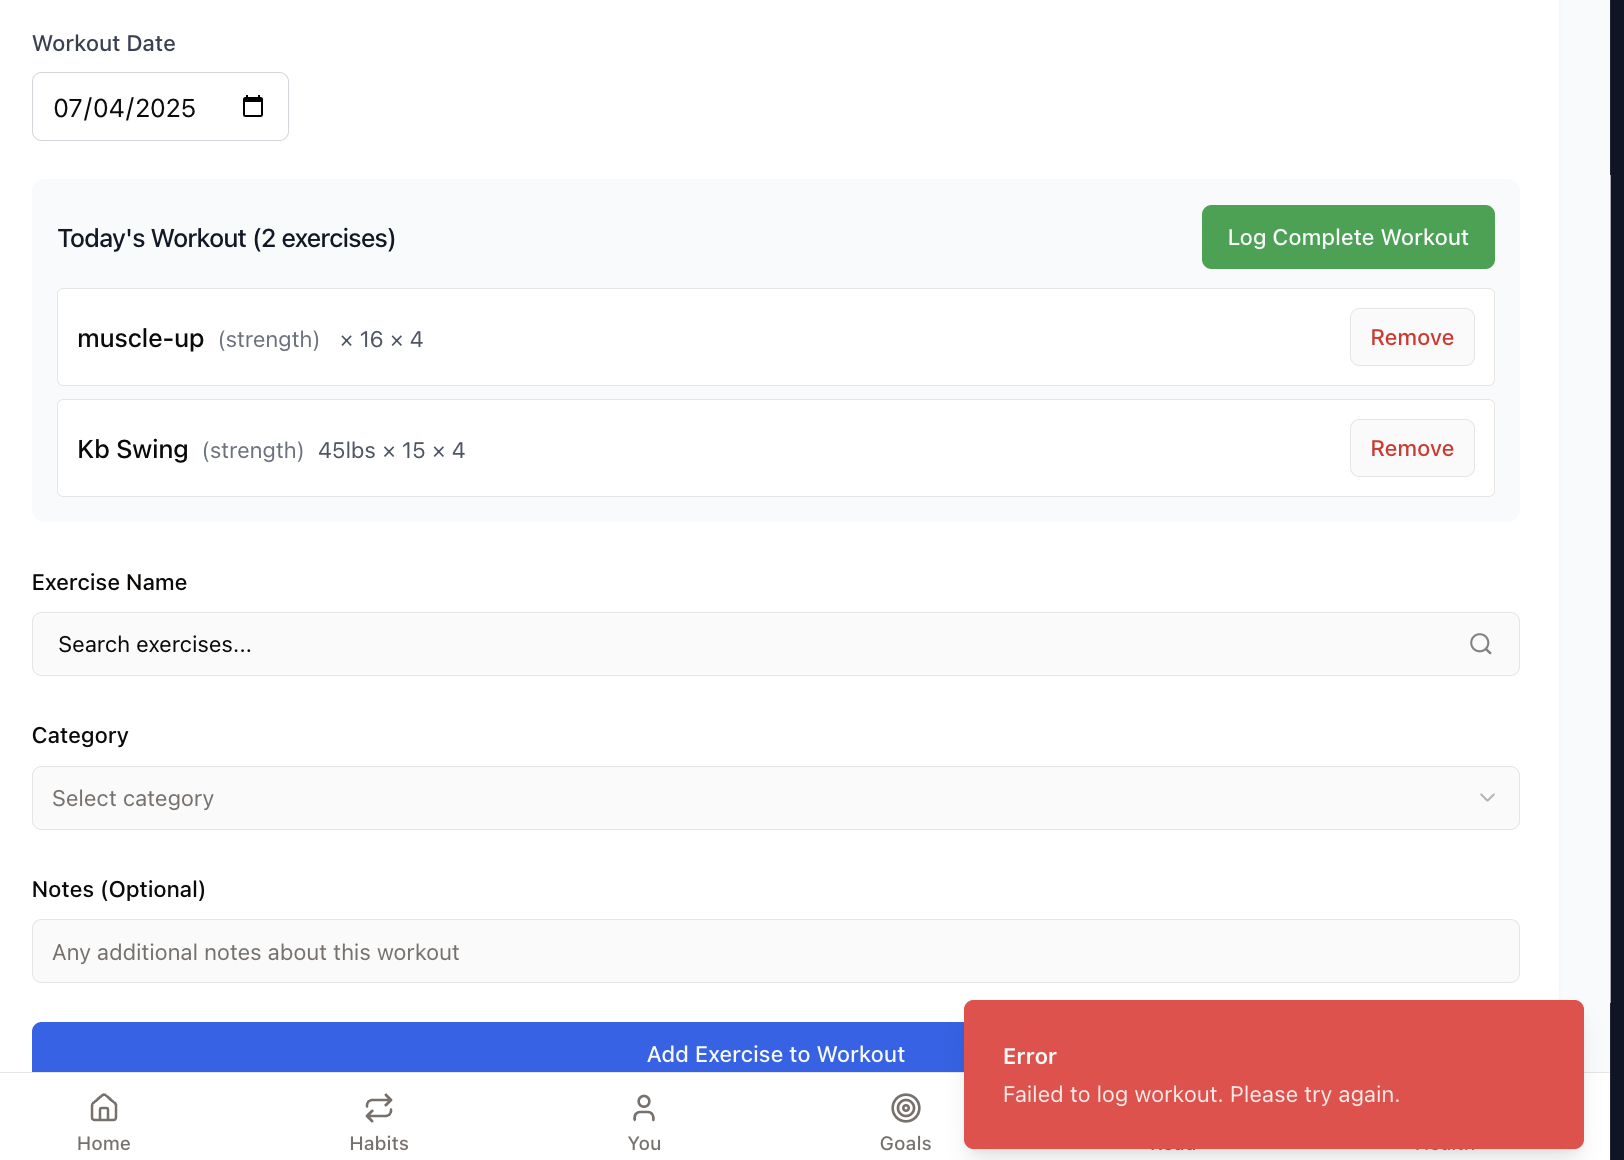 Workout Date
07/04/2025
Today's Workout (2 exercises)
Log Complete Workout
muscle-up (strength) × 16 × 4
Remove
Kb Swing (strength) 45lbs × 15 × 4
Remove
Exercise Name
Search exercises...
Category
Select category
Notes (Optional)
Any additional notes about this workout
Add Exercise to Workout
Error
Failed to log workout. Please try again.
Home
Habits
You
Goals